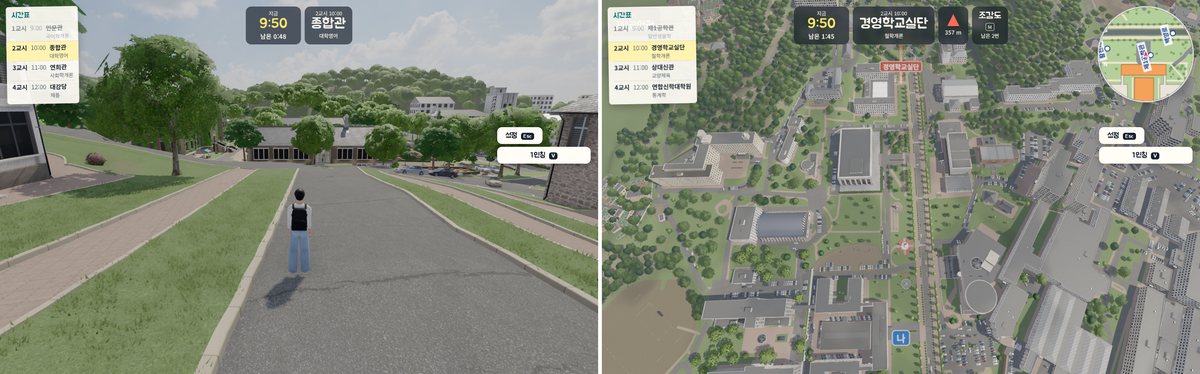 시간표
1교시 9:00 인문관
국어의개론
2교시 10:00 종합관
대학영어
3교시 11:00 연희관
사회학개론
4교시 12:00 대강당
채플
지금
9:50
남은 0:48
2교시 10:00
종합관
대학영어
설정 Esc
1인칭 V
시간표
1교시 9:00 제1공학관
일반생물학
2교시 10:00 경영학교실단
철학개론
3교시 11:00 상대신관
교양체육
4교시 12:00 연합신학대학원
통계학
지금
9:50
남은 1:45
2교시 10:00
경영학교실단
철학개론
357 m
조감도
M
남은 2번
설정 Esc
1인칭 V
경영학교실단
나